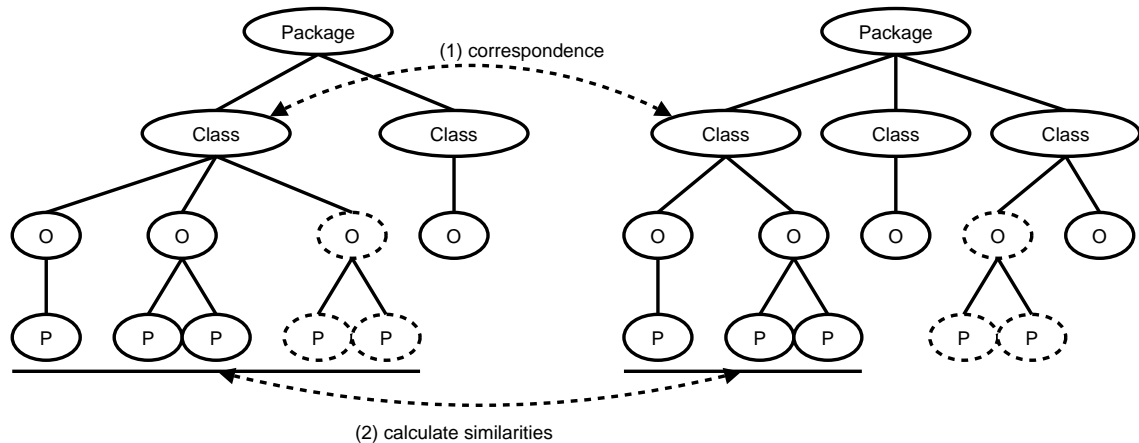 Package
Package
(1) correspondence
Class
Class
Class
Class
Class
O
O
O
O
O
O
O
O
O
P
P
P
P
P
P
P
P
P
P
(2) calculate similarities